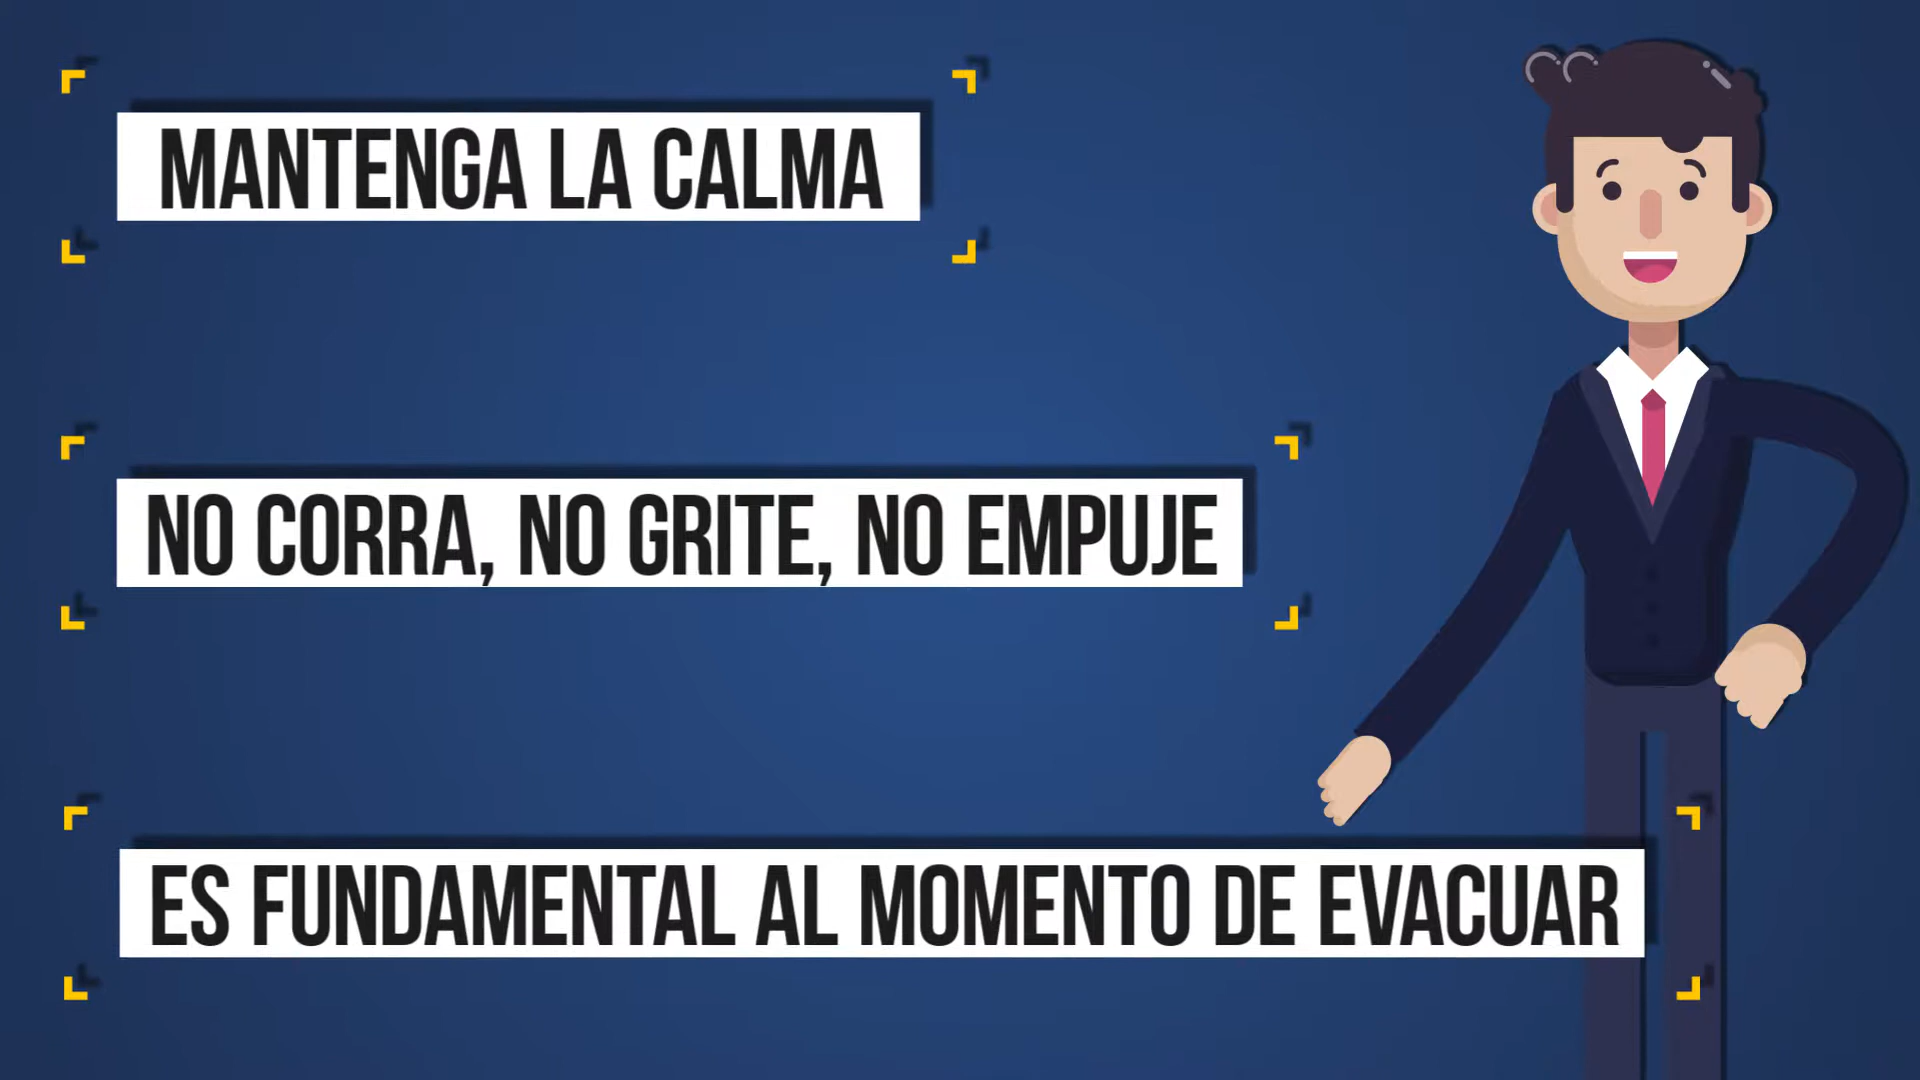 MANTENGA LA CALMA
NO CORRA, NO GRITE, NO EMPUJE
ES FUNDAMENTAL AL MOMENTO DE EVACUAR